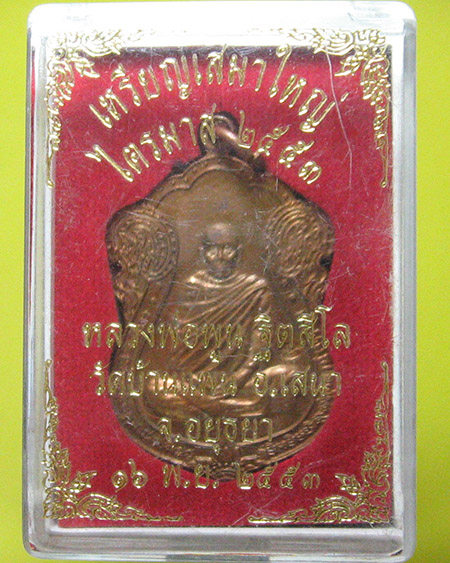 เหรียญเสมาใหญ่
ไตรมาส ๒๕๕๓
หลวงพ่อพูน ฐิตสีโล
วัดบ้านแพน อ.เสนา
จ.อยุธยา
๑๖ พ.ย. ๒๕๕๓